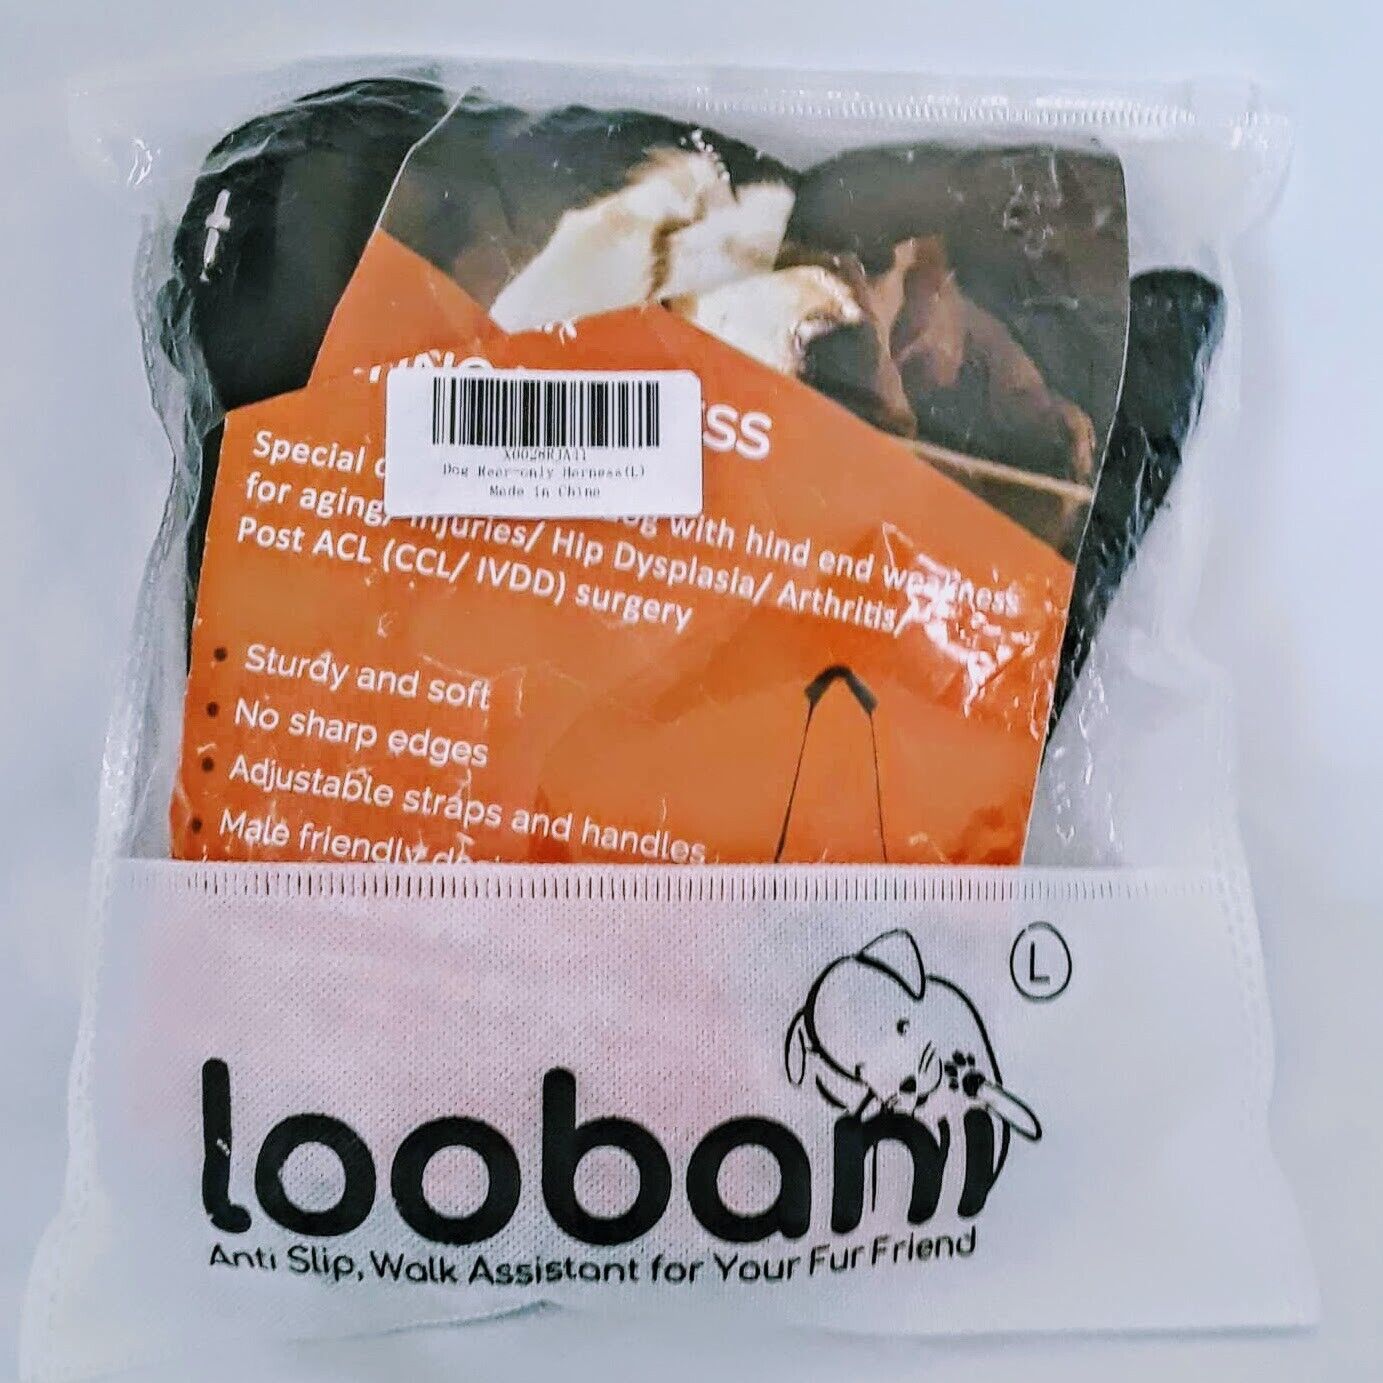 SS
X0028RJA41
Dog Rear-only Harness(L)
Made in China
Special
with hind end weakness
for aging/ injuries/ Hip Dysplasia/ Arthritis/
Post ACL (CCL/ IVDD) surgery
• Sturdy and soft
• No sharp edges
• Adjustable straps and handles
• Male friendly
L
loobani
Anti Slip, Walk Assistant for Your Fur Friend